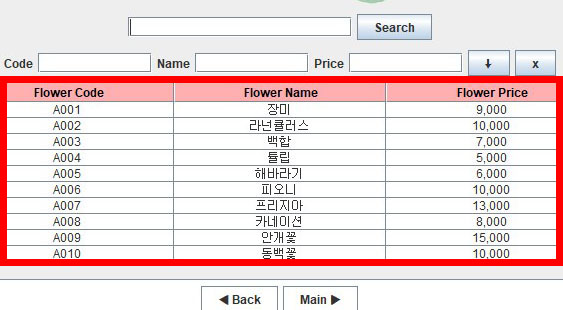 Search
Code Name Price ↓ x
Flower Code Flower Name Flower Price
A001 장미 9,000
A002 라넌큘러스 10,000
A003 백합 7,000
A004 튤립 5,000
A005 해바라기 6,000
A006 피오니 10,000
A007 프리지아 13,000
A008 카네이션 8,000
A009 안개꽃 15,000
A010 동백꽃 10,000
◀ Back Main ▶